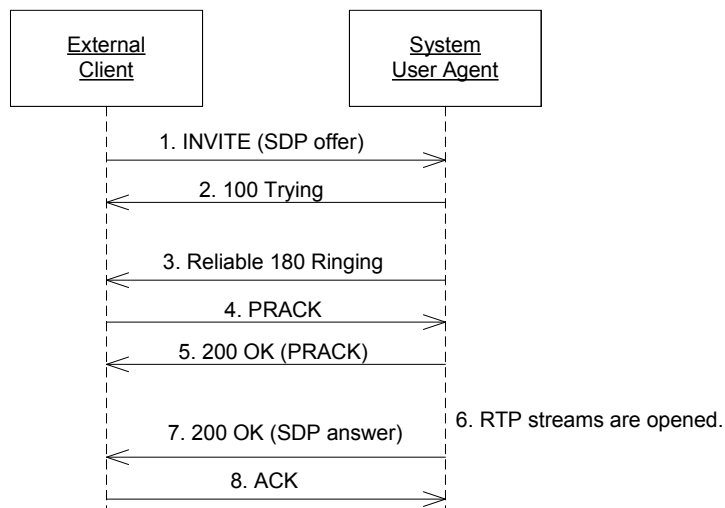 External
Client
System
User Agent
1. INVITE (SDP offer)
2. 100 Trying
3. Reliable 180 Ringing
4. PRACK
5. 200 OK (PRACK)
6. RTP streams are opened.
7. 200 OK (SDP answer)
8. ACK